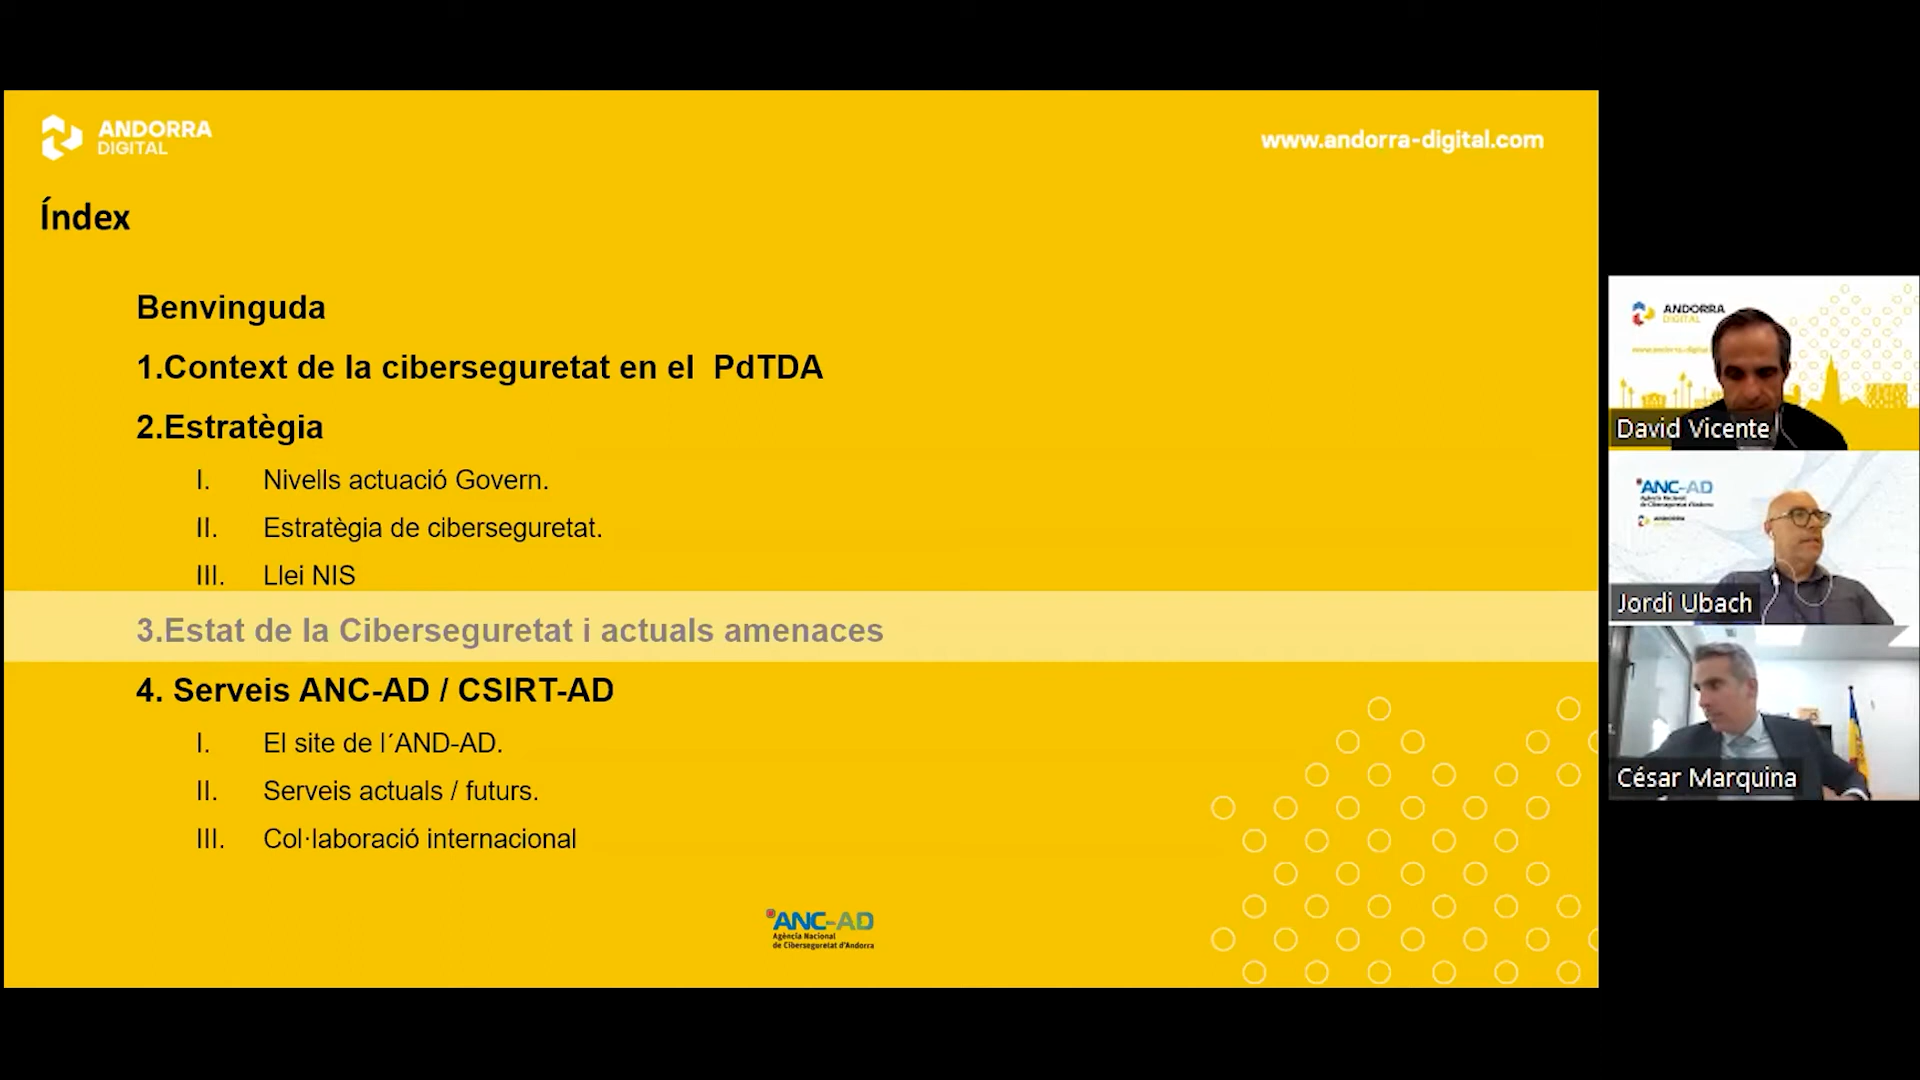 ANDORRA
DIGITAL
www.andorra-digital.com
Índex
Benvinguda
1.Context de la ciberseguretat en el  PdTDA
2.Estratègia
I. Nivells actuació Govern.
II. Estratègia de ciberseguretat.
III. Llei NIS
3.Estat de la Ciberseguretat i actuals amenaces
4. Serveis ANC-AD / CSIRT-AD
I. El site de l´AND-AD.
II. Serveis actuals / futurs.
III. Col·laboració internacional
ANC-AD
Agència Nacional
de Ciberseguretat d'Andorra
ANDORRA
DIGITAL
www.andorra-digital
David Vicente
ANC-AD
Agència Nacional
de Ciberseguretat d'Andorra
ANDORRA
Jordi Ubach
César Marquina